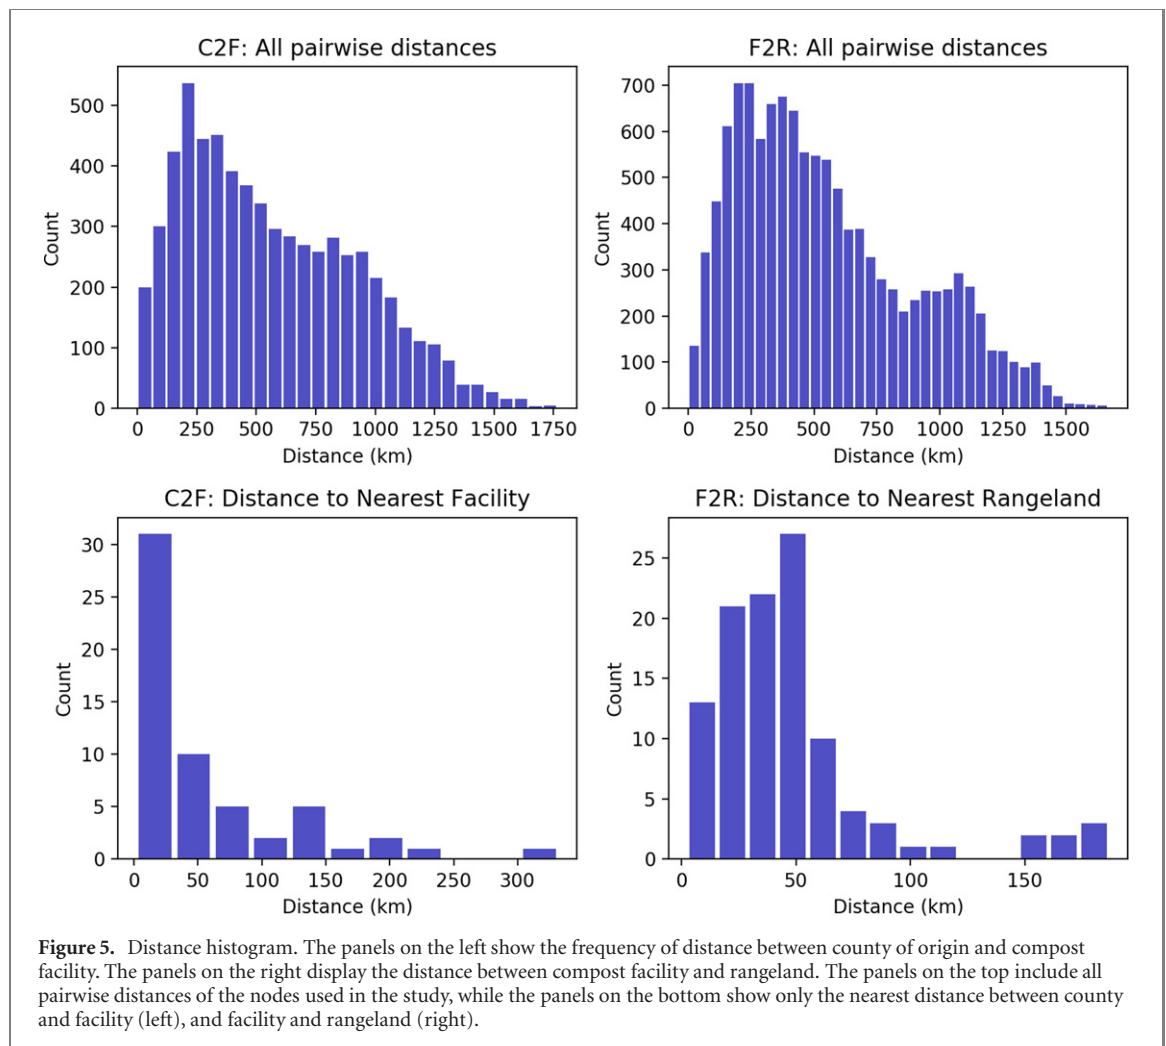 C2F: All pairwise distances
500
400
300
200
100
0
Count
0 250 500 750 1000 1250 1500 1750
Distance (km)
F2R: All pairwise distances
700
600
500
400
300
200
100
0
Count
0 250 500 750 1000 1250 1500
Distance (km)
C2F: Distance to Nearest Facility
30
25
20
15
10
5
0
Count
0 50 100 150 200 250 300
Distance (km)
F2R: Distance to Nearest Rangeland
25
20
15
10
5
0
Count
0 50 100 150
Distance (km)
Figure 5. Distance histogram. The panels on the left show the frequency of distance between county of origin and compost
facility. The panels on the right display the distance between compost facility and rangeland. The panels on the top include all
pairwise distances of the nodes used in the study, while the panels on the bottom show only the nearest distance between county
and facility (left), and facility and rangeland (right).